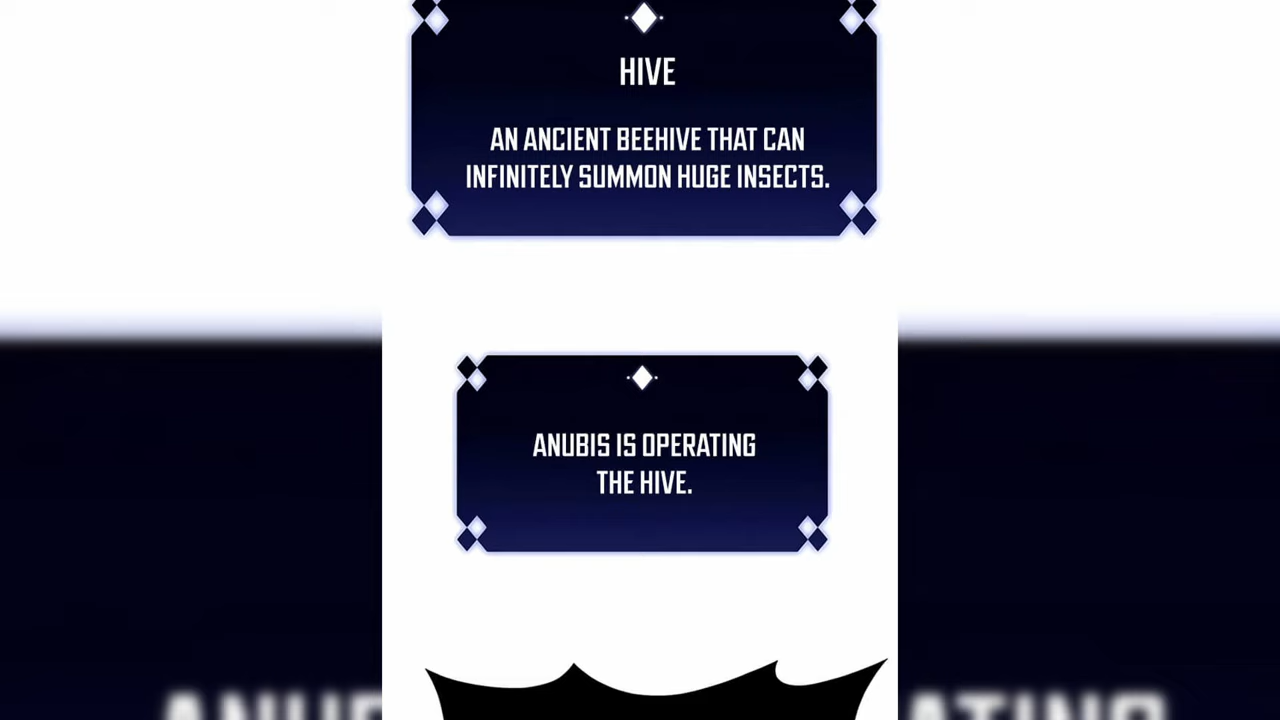 HIVE
AN ANCIENT BEEHIVE THAT CAN
INFINITELY SUMMON HUGE INSECTS.
ANUBIS IS OPERATING
THE HIVE.